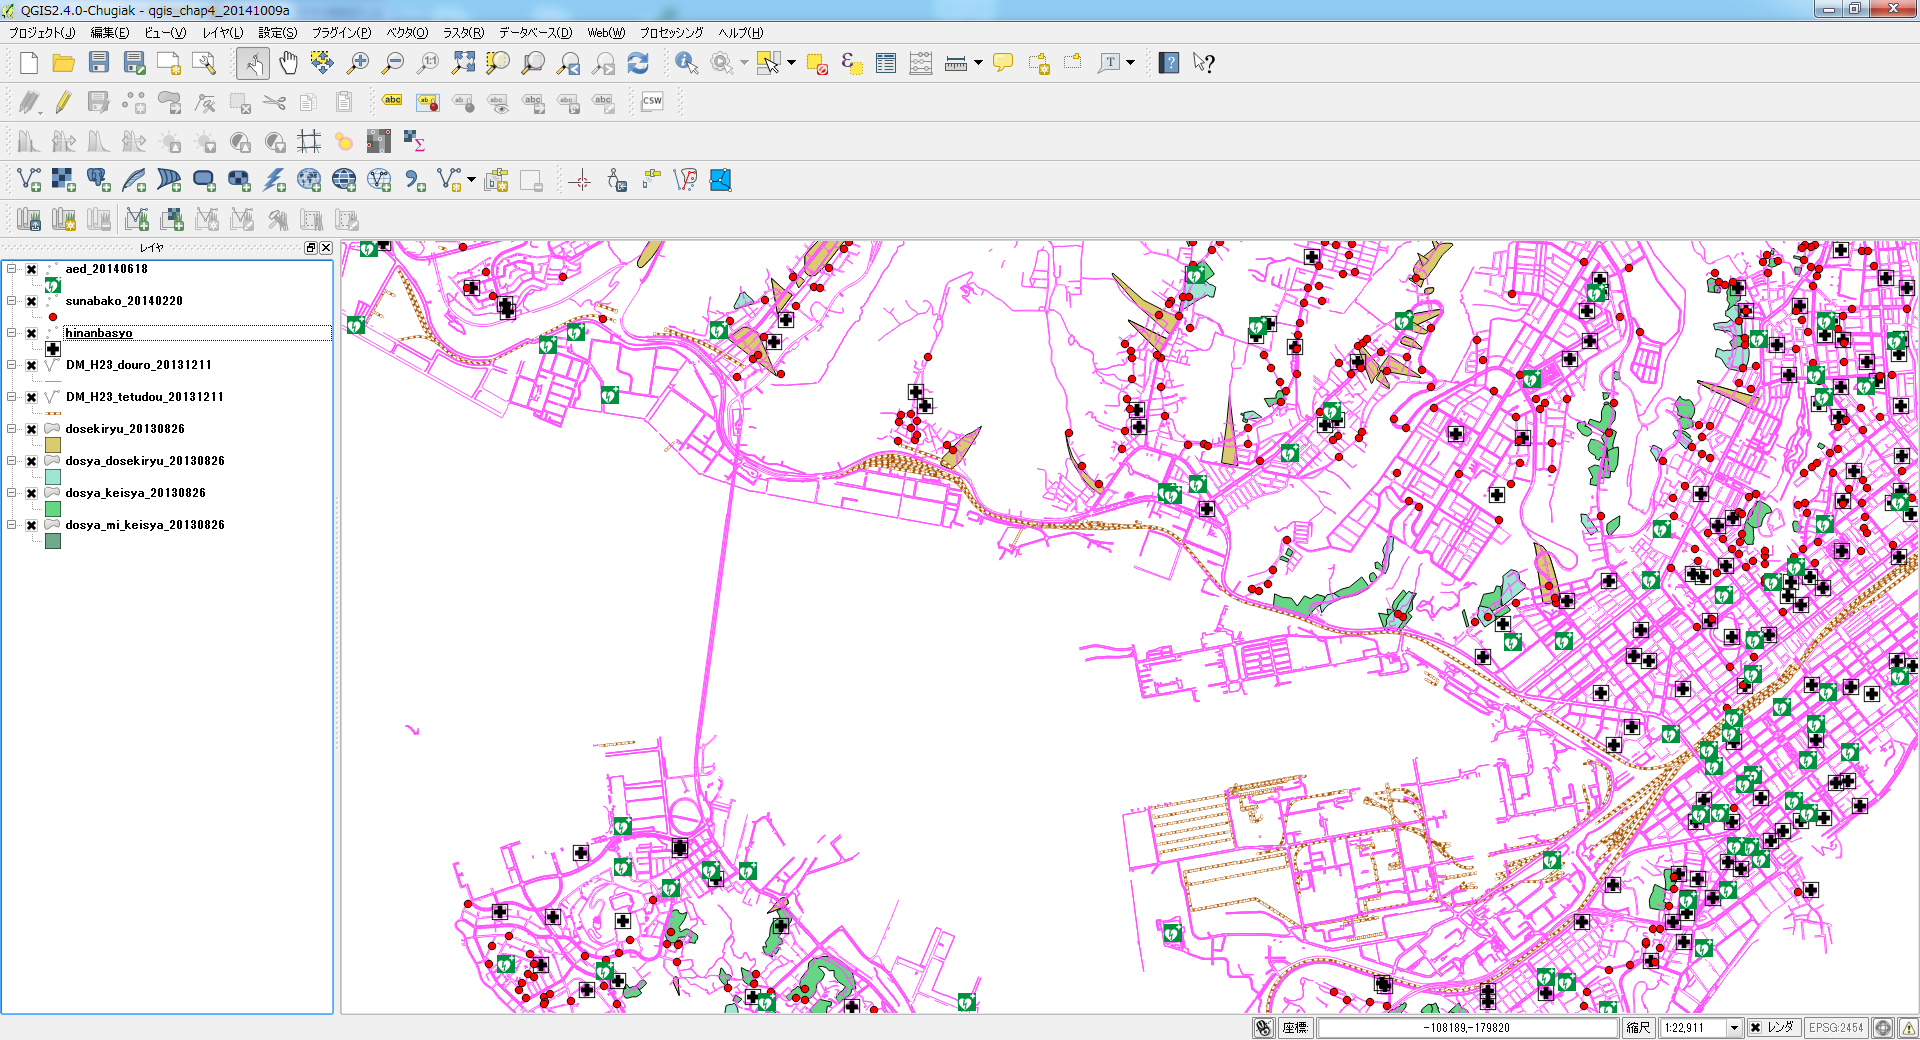 QGIS2.4.0-Chugiak - qgis_chap4_20141009a
プロジェクト(J) 編集(E) ビュー(V) レイヤ(L) 設定(S) プラグイン(P) ベクタ(O) ラスタ(R) データベース(D) Web(W) プロセッシング ヘルプ(H)
レイヤ
aed_20140618
sunabako_20140220
hinanbasyo
DM_H23_douro_20131211
DM_H23_tetudou_20131211
dosekiryu_20130826
dosya_dosekiryu_20130826
dosya_keisya_20130826
dosya_mi_keisya_20130826
座標: -108189,-179820 縮尺 1:22,911 レンダ EPSG:2454